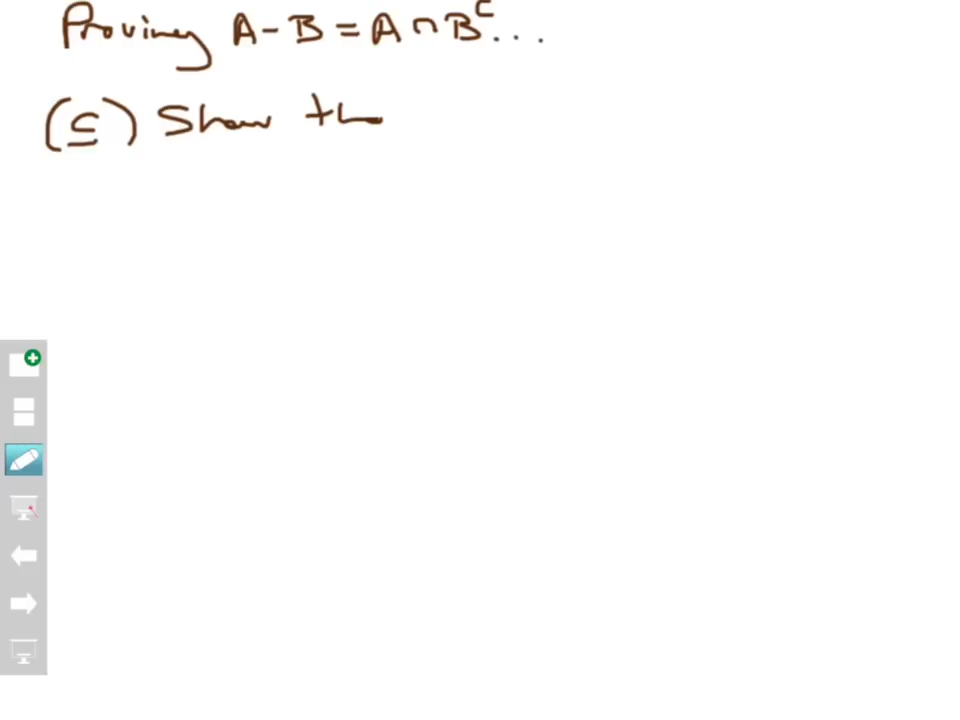 Proving A - B = A ∩ Bᶜ...
(⊆) Show th